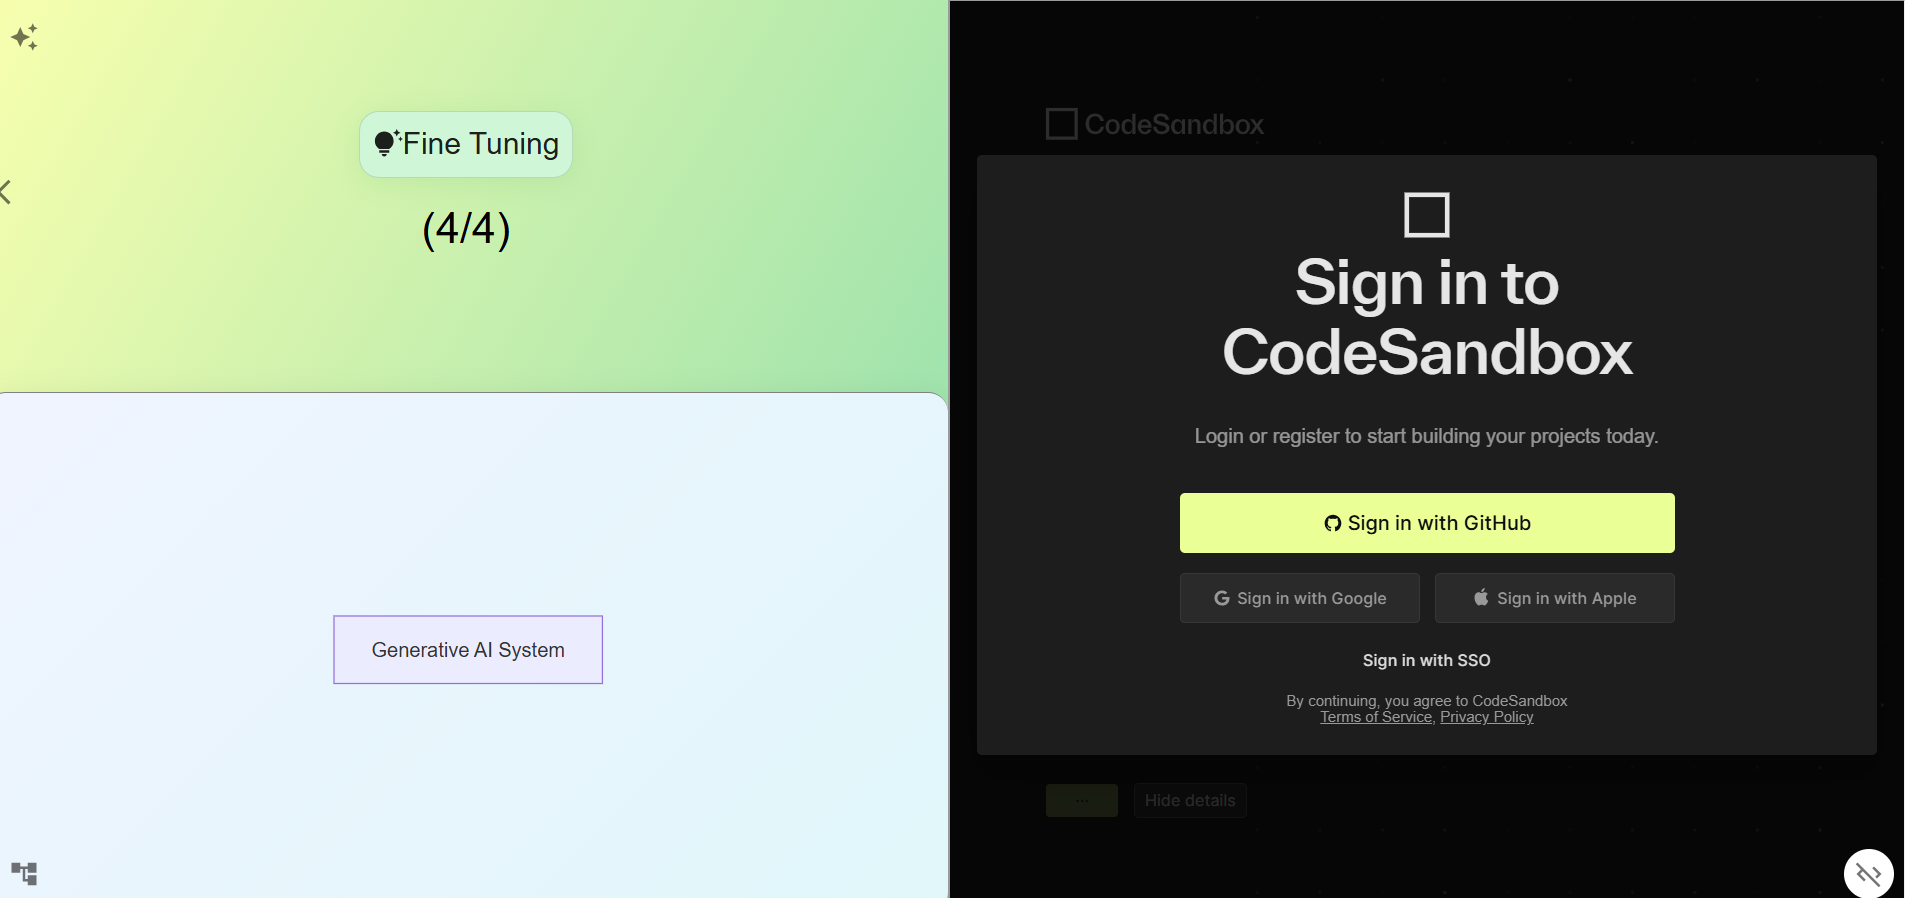 Fine Tuning
(4/4)
Generative AI System
CodeSandbox
Sign in to
CodeSandbox
Login or register to start building your projects today.
Sign in with GitHub
Sign in with Google
Sign in with Apple
Sign in with SSO
By continuing, you agree to CodeSandbox
Terms of Service, Privacy Policy
...
Hide details